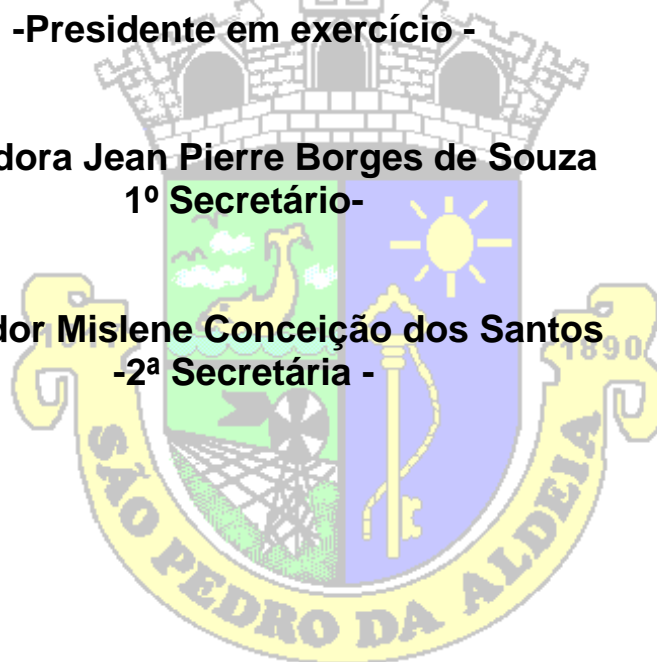 -Presidente em exercício -
dora Jean Pierre Borges de Souza
1º Secretário-
dor Mislene Conceição dos Santos
-2ª Secretária -
1890
SÃO PEDRO DA ALDEIA